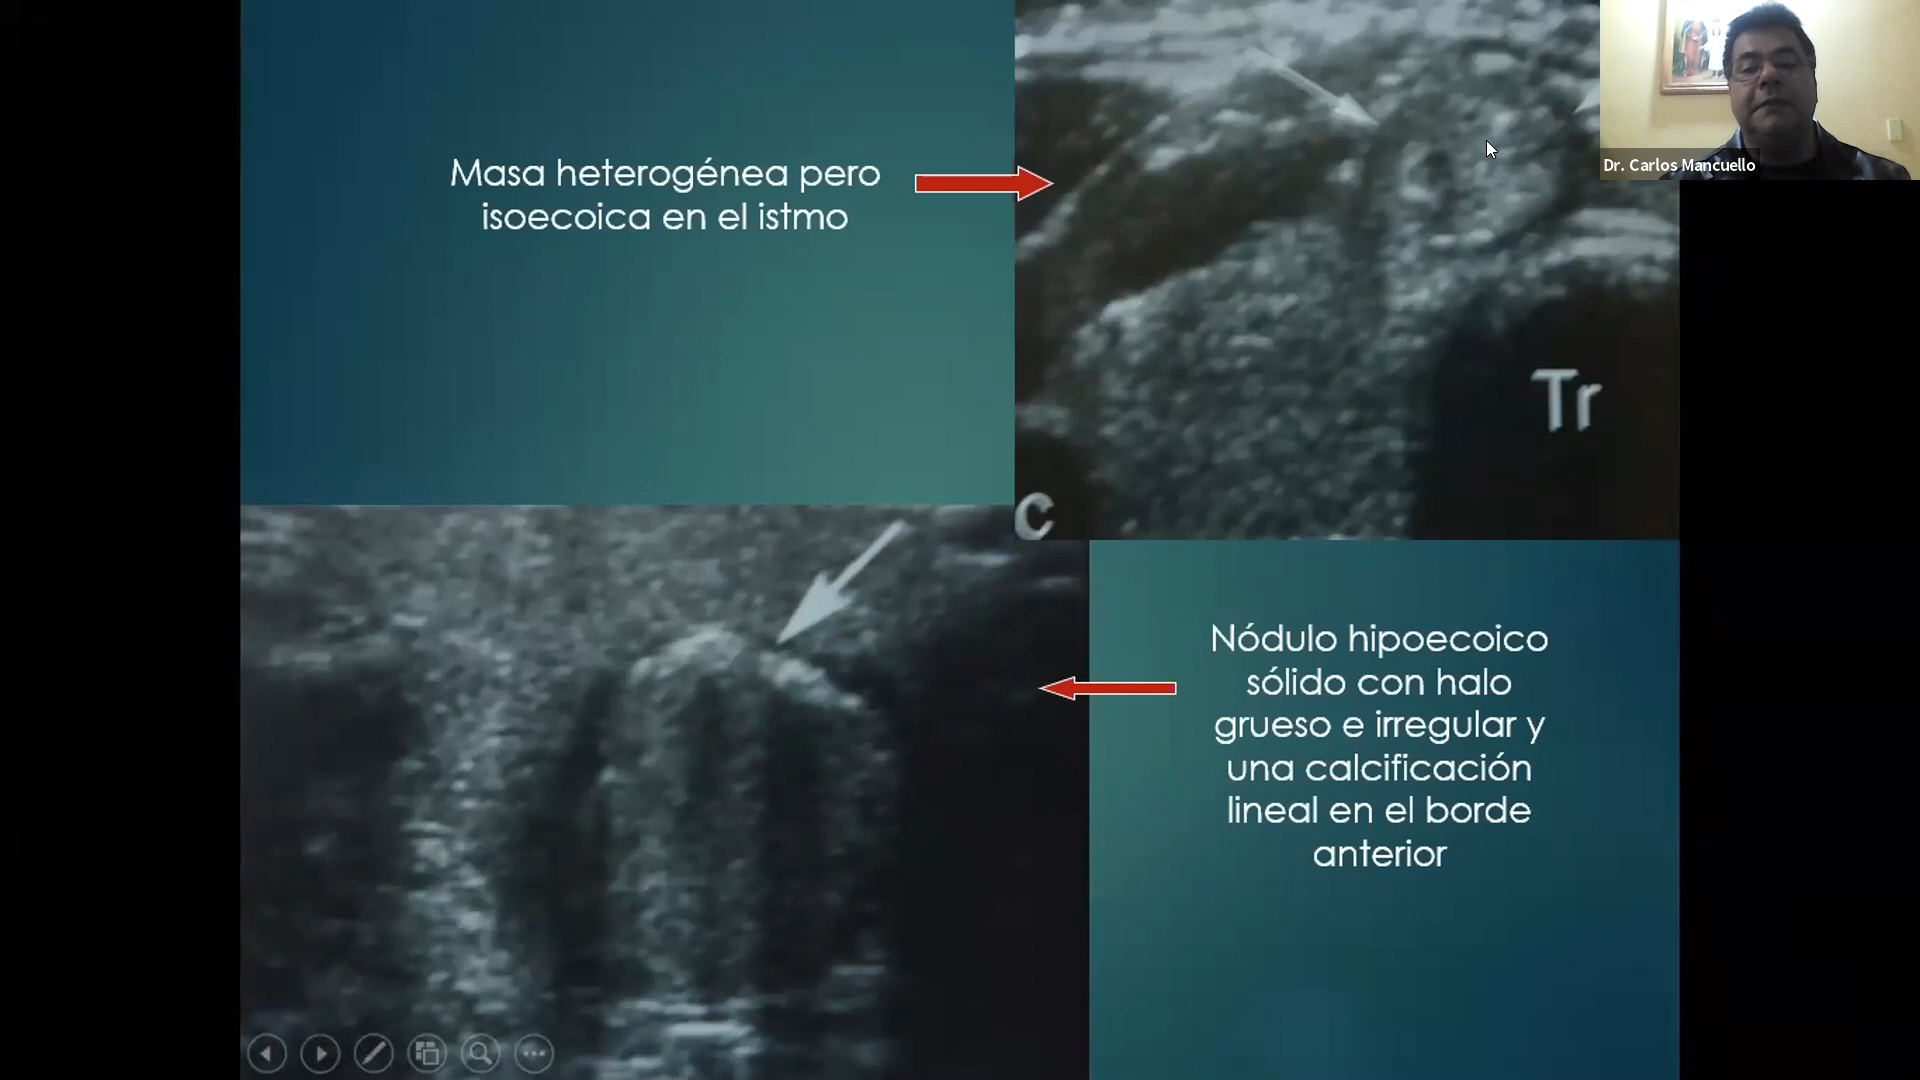 Masa heterogénea pero
isoecoica en el istmo
Dr. Carlos Mancuello
Tr
C
Nódulo hipoecoico
sólido con halo
grueso e irregular y
una calcificación
lineal en el borde
anterior